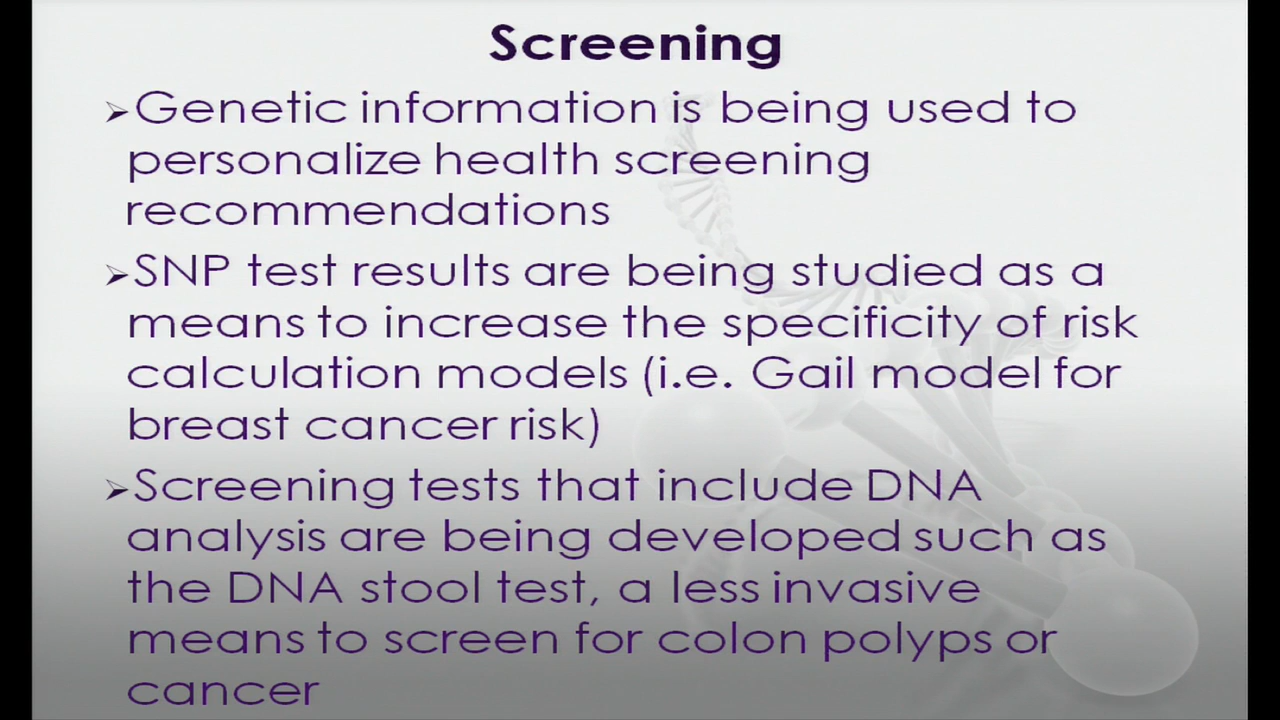 Screening
➢Genetic information is being used to
personalize health screening
recommendations
➢SNP test results are being studied as a
means to increase the specificity of risk
calculation models (i.e. Gail model for
breast cancer risk)
➢Screening tests that include DNA
analysis are being developed such as
the DNA stool test, a less invasive
means to screen for colon polyps or
cancer